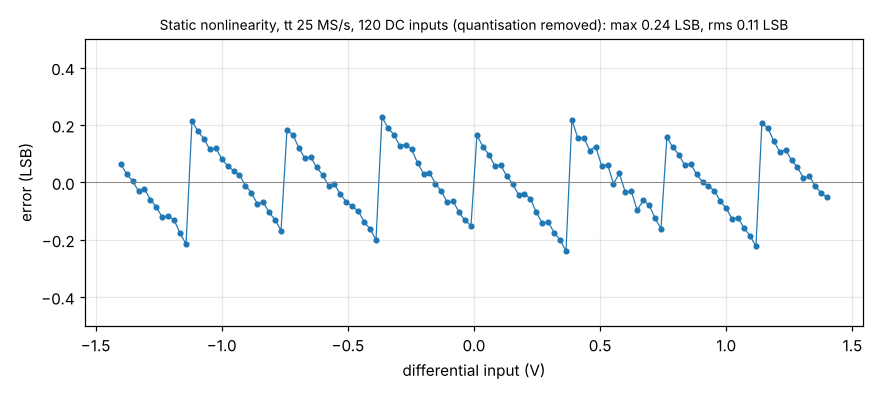 Static nonlinearity, tt 25 MS/s, 120 DC inputs (quantisation removed): max 0.24 LSB, rms 0.11 LSB
error (LSB)
0.4
0.2
0.0
−0.2
−0.4
−1.5 −1.0 −0.5 0.0 0.5 1.0 1.5
differential input (V)